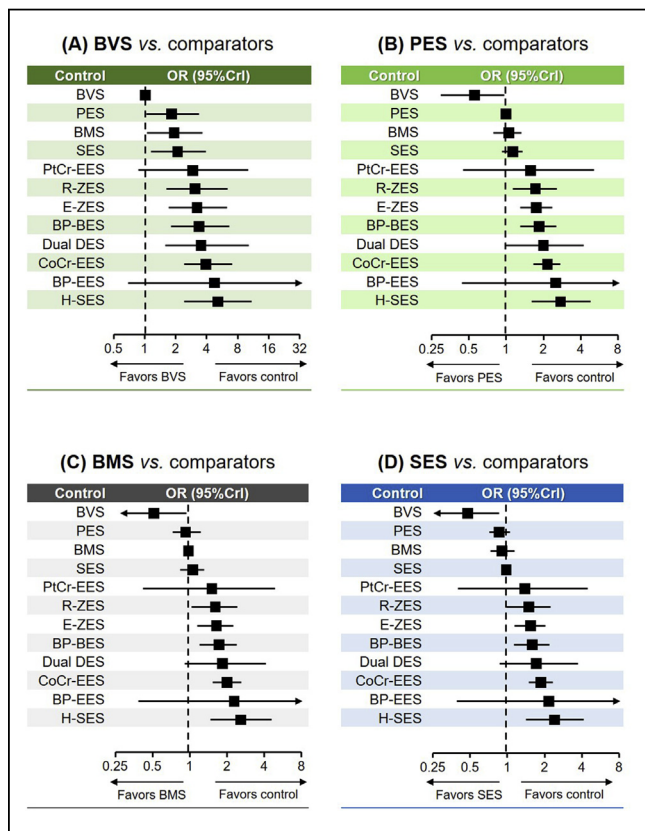 (A) BVS vs. comparators
Control OR (95%CrI)
BVS
PES
BMS
SES
PtCr-EES
R-ZES
E-ZES
BP-BES
Dual DES
CoCr-EES
BP-EES
H-SES
0.5 1 2 4 8 16 32
Favors BVS Favors control
(B) PES vs. comparators
Control OR (95%CrI)
BVS
PES
BMS
SES
PtCr-EES
R-ZES
E-ZES
BP-BES
Dual DES
CoCr-EES
BP-EES
H-SES
0.25 0.5 1 2 4 8
Favors PES Favors control
(C) BMS vs. comparators
Control OR (95%CrI)
BVS
PES
BMS
SES
PtCr-EES
R-ZES
E-ZES
BP-BES
Dual DES
CoCr-EES
BP-EES
H-SES
0.25 0.5 1 2 4 8
Favors BMS Favors control
(D) SES vs. comparators
Control OR (95%CrI)
BVS
PES
BMS
SES
PtCr-EES
R-ZES
E-ZES
BP-BES
Dual DES
CoCr-EES
BP-EES
H-SES
0.25 0.5 1 2 4 8
Favors SES Favors control